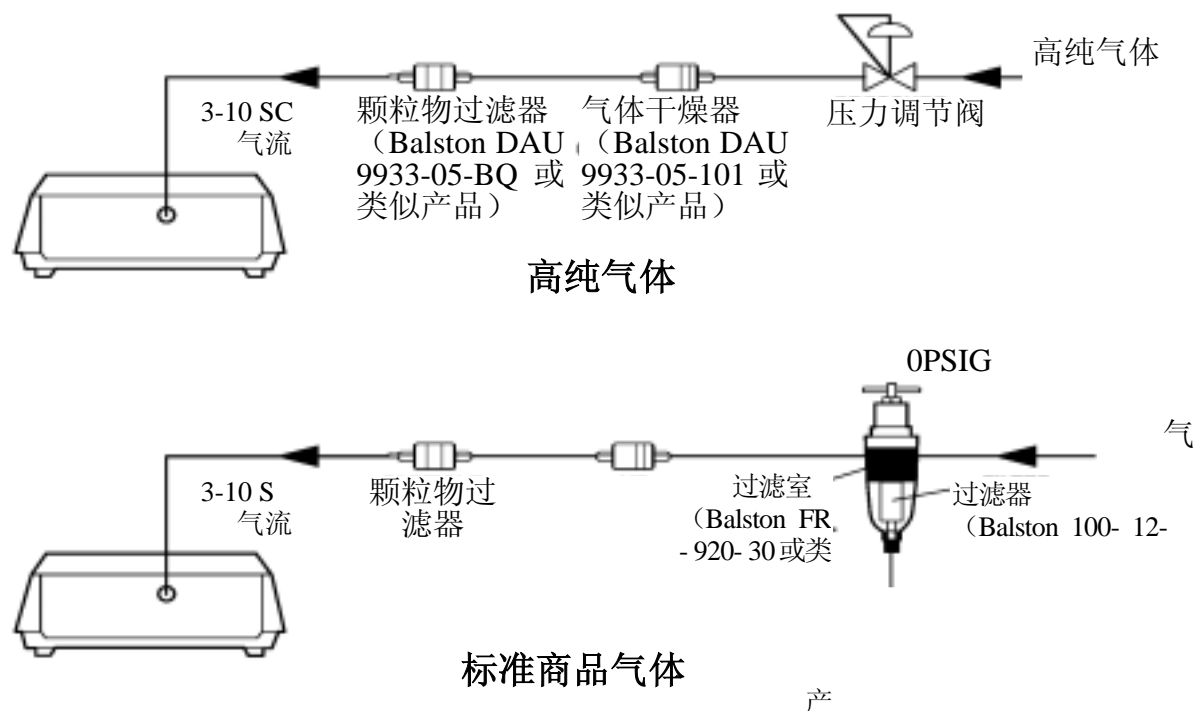 高纯气体
3-10 SC
气流
颗粒物过滤器
（Balston DAU
9933-05-BQ 或
类似产品）
气体干燥器
（Balston DAU
9933-05-101 或
类似产品）
压力调节阀
高纯气体
0PSIG
气
3-10 S
气流
颗粒物过
滤器
过滤室
（Balston FR
- 920- 30或类
过滤器
（Balston 100- 12-
标准商品气体
产